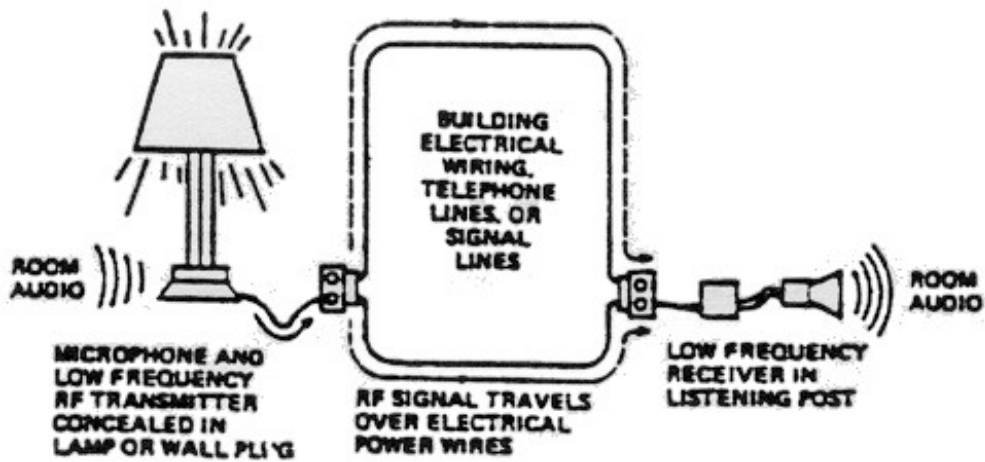 BUILDING
ELECTRICAL
WIRING,
TELEPHONE
LINES, OR
SIGNAL
LINES
ROOM
AUDIO
ROOM
AUDIO
MICROPHONE AND
LOW FREQUENCY
RF TRANSMITTER
CONCEALED IN
LAMP OR WALL PLUG
RF SIGNAL TRAVELS
OVER ELECTRICAL
POWER WIRES
LOW FREQUENCY
RECEIVER IN
LISTENING POST